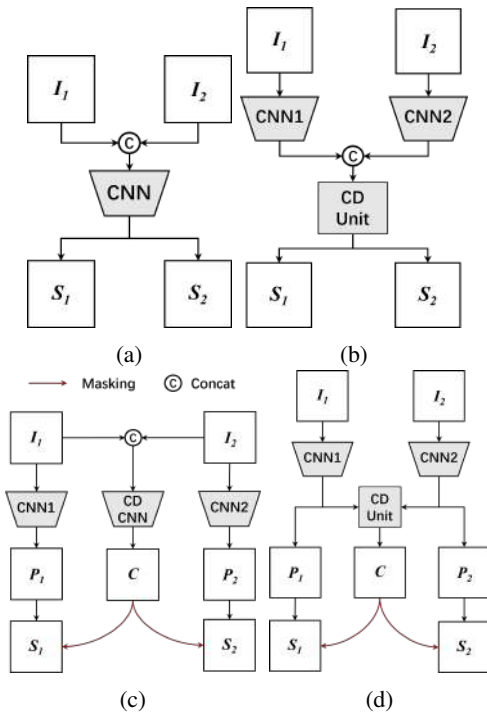 I1 I2
C
CNN
S1 S2
(a)
I1 I2
CNN1 CNN2
C
CD
Unit
S1 S2
(b)
Masking C Concat
I1 C I2
CNN1 CD
CNN CNN2
P1 C P2
S1 S2
(c)
I1 I2
CNN1 CNN2
CD
Unit
P1 C P2
S1 S2
(d)